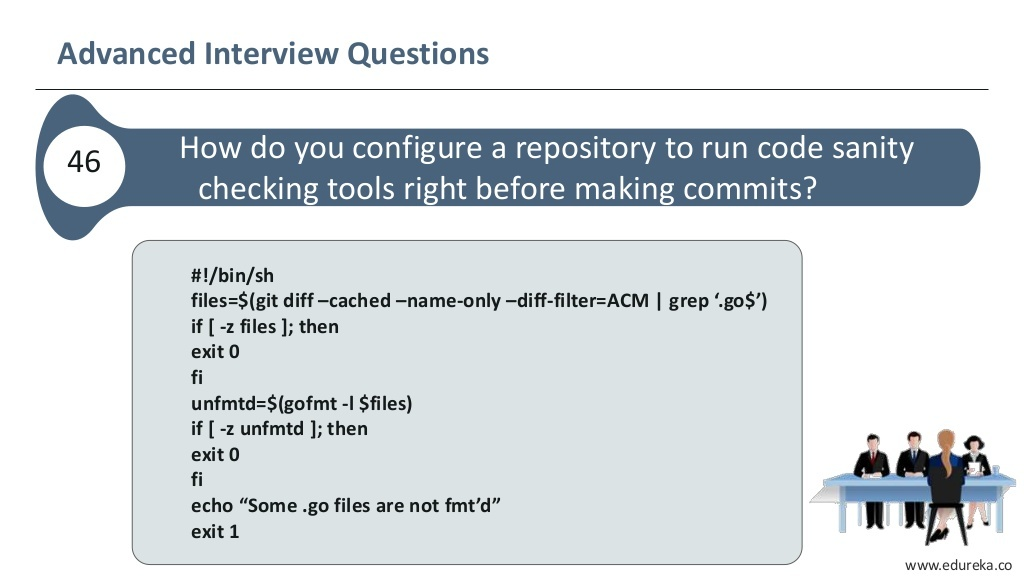 Advanced Interview Questions
46
How do you configure a repository to run code sanity
checking tools right before making commits?
#!/bin/sh
files=$(git diff –cached –name-only –diff-filter=ACM | grep ‘.go$’)
if [ -z files ]; then
exit 0
fi
unfmtd=$(gofmt -l $files)
if [ -z unfmtd ]; then
exit 0
fi
echo “Some .go files are not fmt’d”
exit 1
www.edureka.co